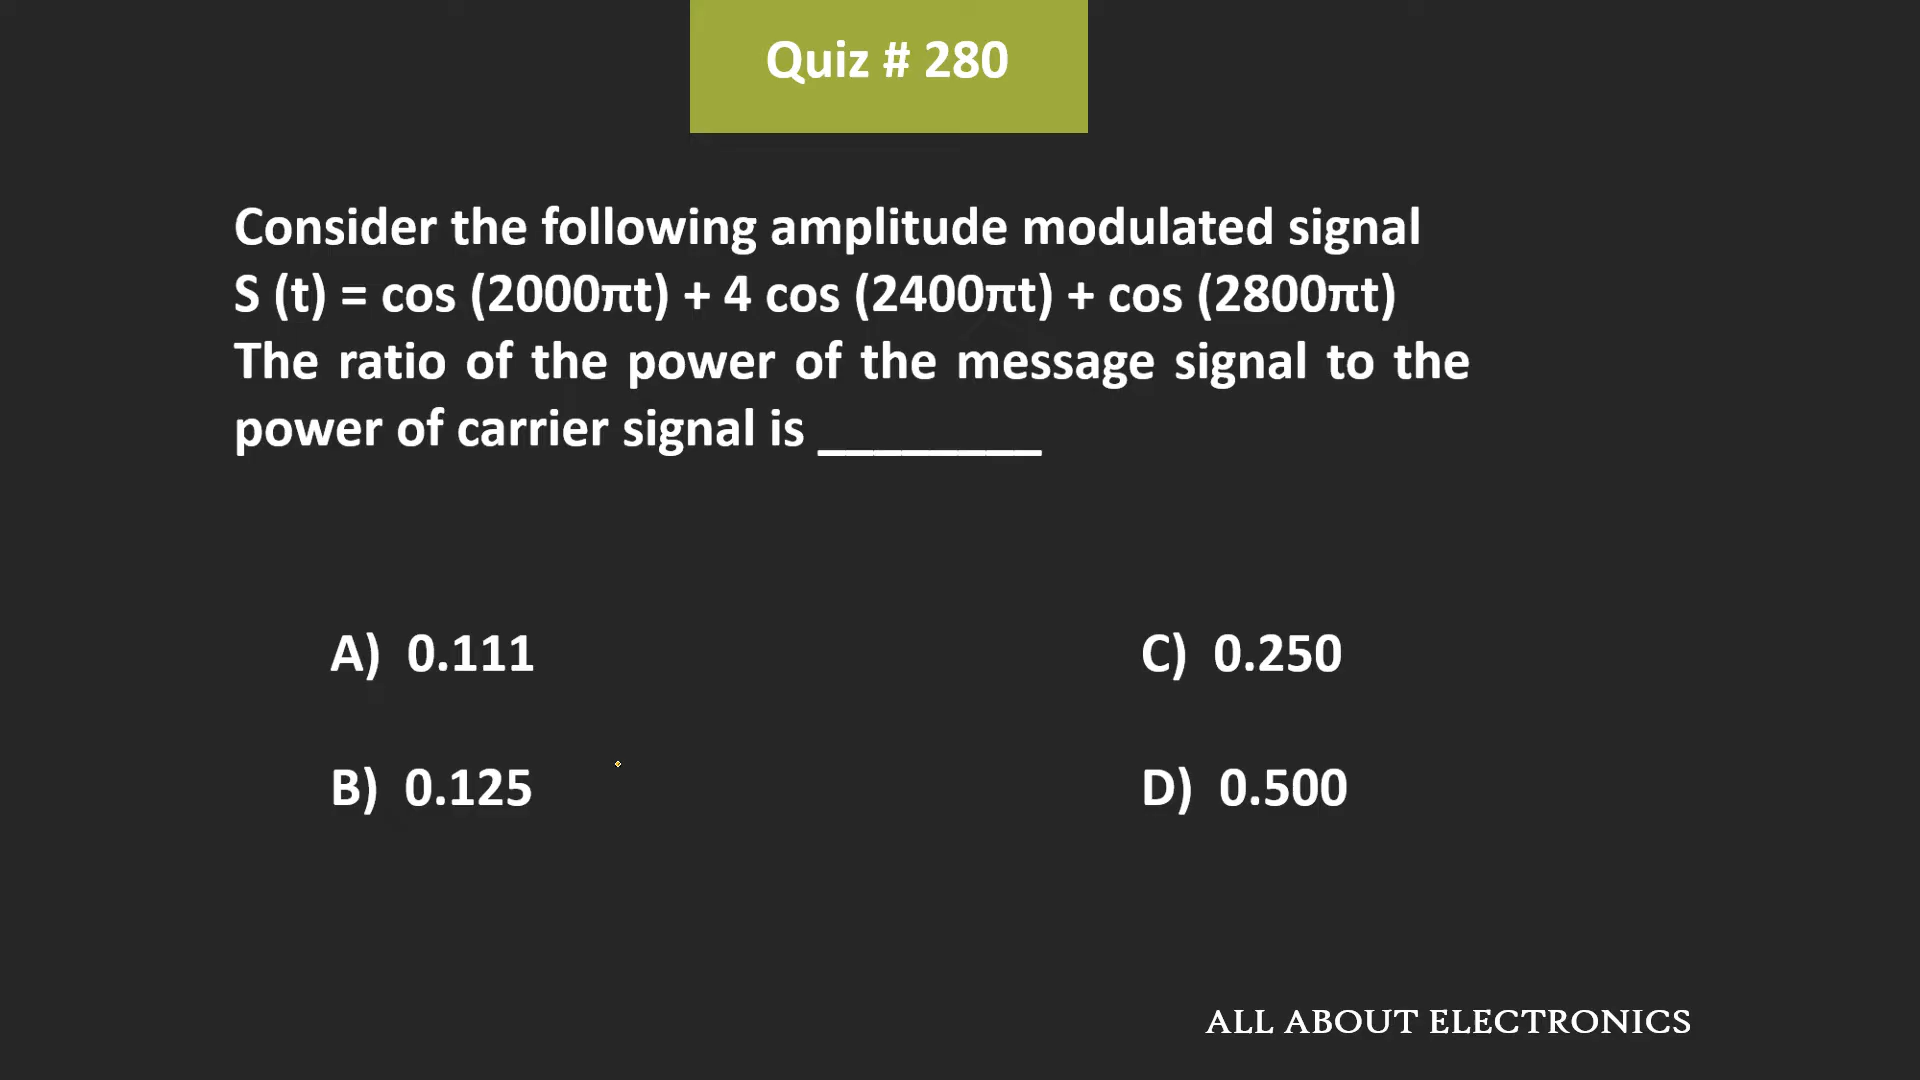 Quiz # 280
Consider the following amplitude modulated signal
S (t) = cos (2000πt) + 4 cos (2400πt) + cos (2800πt)
The ratio of the power of the message signal to the
power of carrier signal is ________
A) 0.111
C) 0.250
B) 0.125
D) 0.500
ALL ABOUT ELECTRONICS